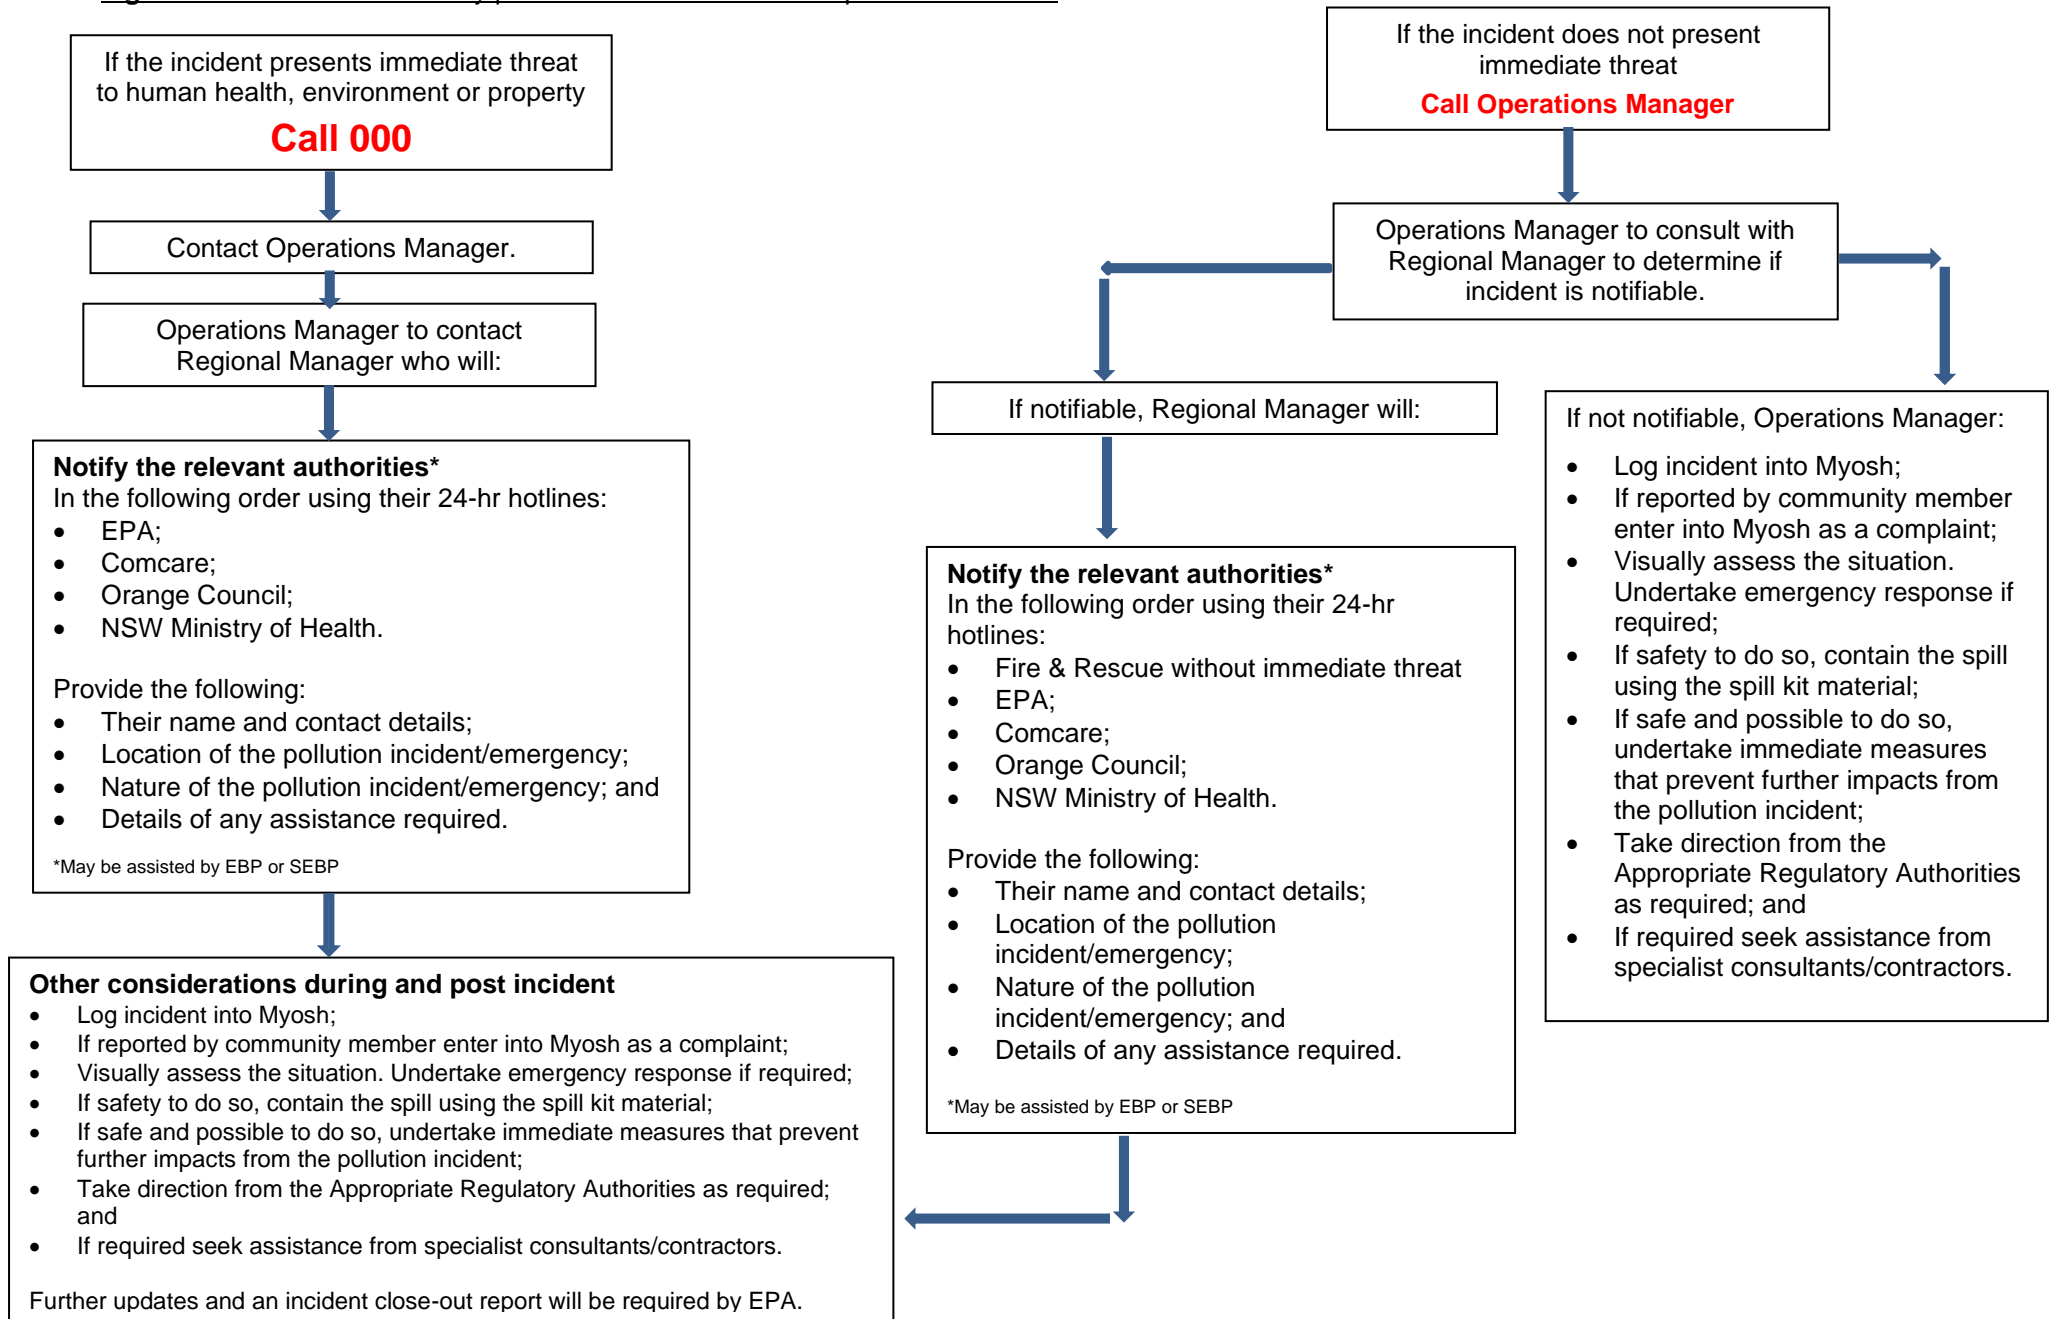 If the incident presents immediate threat
to human health, environment or property
Call 000
Contact Operations Manager.
Operations Manager to contact
Regional Manager who will:
Notify the relevant authorities*
In the following order using their 24-hr hotlines:
• EPA;
• Comcare;
• Orange Council;
• NSW Ministry of Health.
Provide the following:
• Their name and contact details;
• Location of the pollution incident/emergency;
• Nature of the pollution incident/emergency; and
• Details of any assistance required.
*May be assisted by EBP or SEBP
Other considerations during and post incident
• Log incident into Myosh;
• If reported by community member enter into Myosh as a complaint;
• Visually assess the situation. Undertake emergency response if required;
• If safety to do so, contain the spill using the spill kit material;
• If safe and possible to do so, undertake immediate measures that prevent
further impacts from the pollution incident;
• Take direction from the Appropriate Regulatory Authorities as required;
and
• If required seek assistance from specialist consultants/contractors.
Further updates and an incident close-out report will be required by EPA.
If the incident does not present
immediate threat
Call Operations Manager
Operations Manager to consult with
Regional Manager to determine if
incident is notifiable.
If notifiable, Regional Manager will:
Notify the relevant authorities*
In the following order using their 24-hr
hotlines:
• Fire & Rescue without immediate threat
• EPA;
• Comcare;
• Orange Council;
• NSW Ministry of Health.
Provide the following:
• Their name and contact details;
• Location of the pollution
incident/emergency;
• Nature of the pollution
incident/emergency; and
• Details of any assistance required.
*May be assisted by EBP or SEBP
If not notifiable, Operations Manager:
• Log incident into Myosh;
• If reported by community member
enter into Myosh as a complaint;
• Visually assess the situation.
Undertake emergency response if
required;
• If safety to do so, contain the spill
using the spill kit material;
• If safe and possible to do so,
undertake immediate measures
that prevent further impacts from
the pollution incident;
• Take direction from the
Appropriate Regulatory Authorities
as required; and
• If required seek assistance from
specialist consultants/contractors.